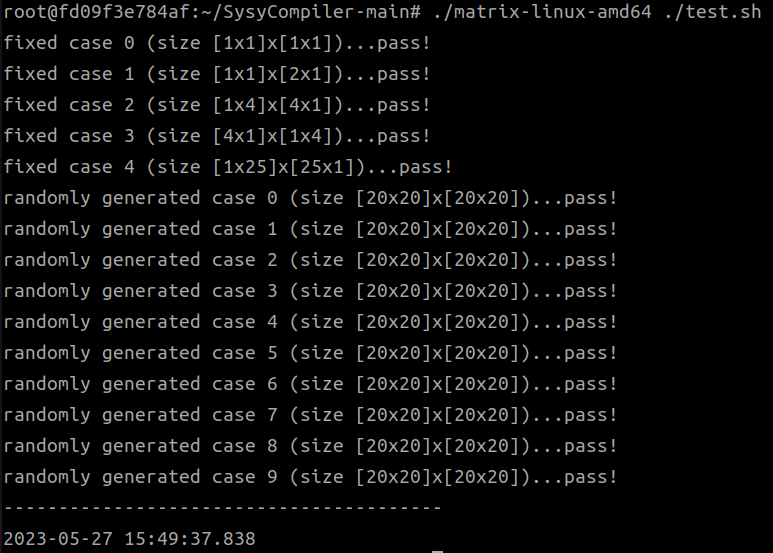 root@fd09f3e784af:~/SysyCompiler-main# ./matrix-linux-amd64 ./test.sh
fixed case 0 (size [1x1]x[1x1])...pass!
fixed case 1 (size [1x1]x[2x1])...pass!
fixed case 2 (size [1x4]x[4x1])...pass!
fixed case 3 (size [4x1]x[1x4])...pass!
fixed case 4 (size [1x25]x[25x1])...pass!
randomly generated case 0 (size [20x20]x[20x20])...pass!
randomly generated case 1 (size [20x20]x[20x20])...pass!
randomly generated case 2 (size [20x20]x[20x20])...pass!
randomly generated case 3 (size [20x20]x[20x20])...pass!
randomly generated case 4 (size [20x20]x[20x20])...pass!
randomly generated case 5 (size [20x20]x[20x20])...pass!
randomly generated case 6 (size [20x20]x[20x20])...pass!
randomly generated case 7 (size [20x20]x[20x20])...pass!
randomly generated case 8 (size [20x20]x[20x20])...pass!
randomly generated case 9 (size [20x20]x[20x20])...pass!
----------------------------------------
2023-05-27 15:49:37.838